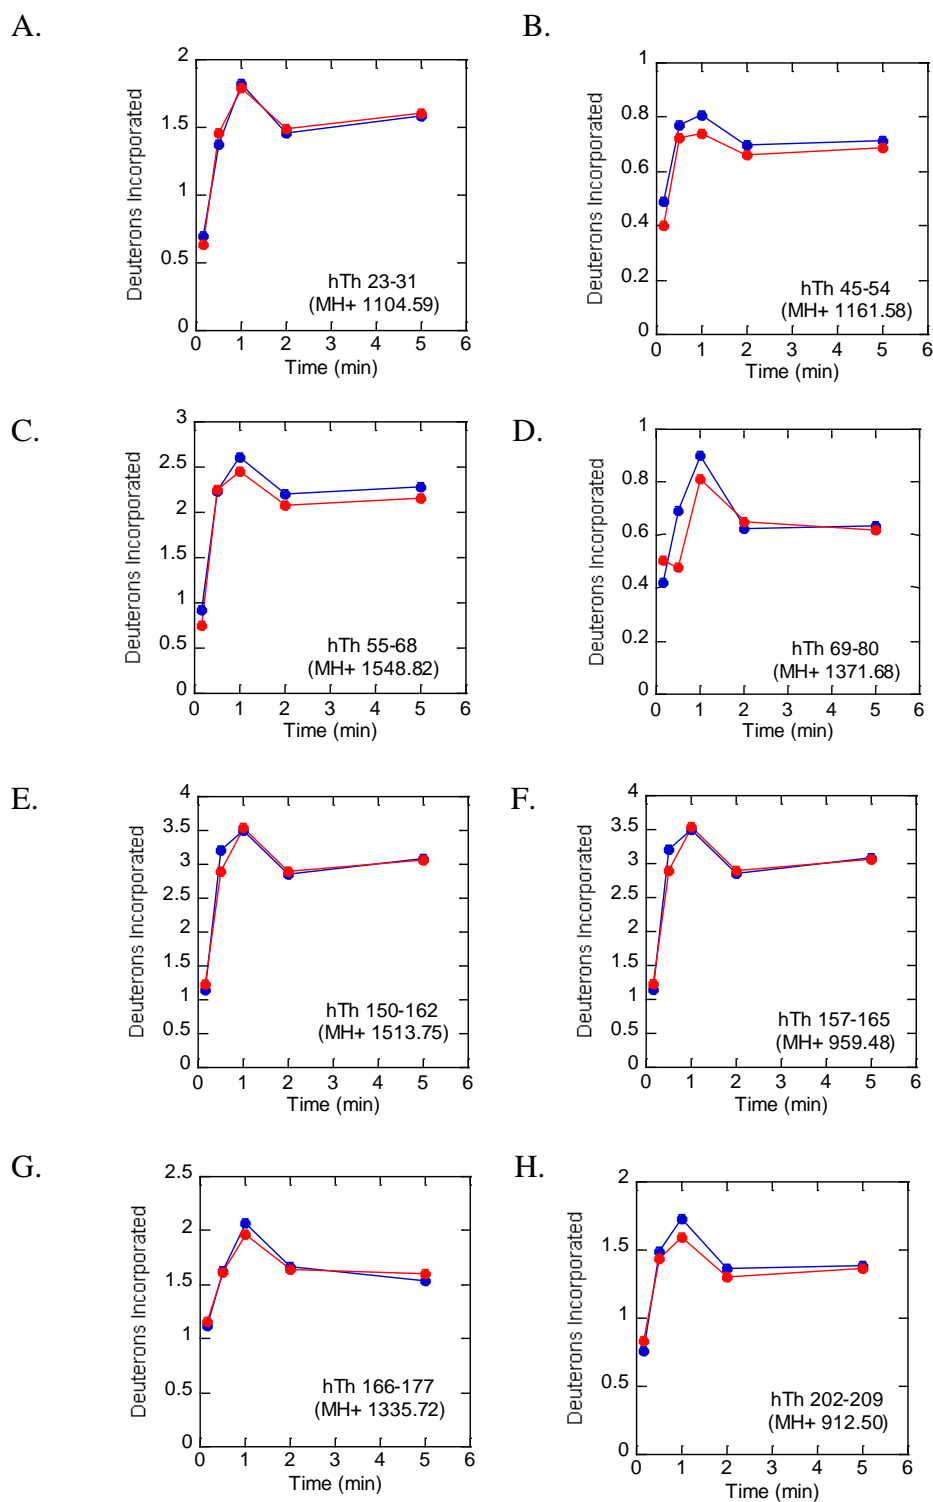 A.
Deuterons Incorporated
2
1.5
1
0.5
0
hTh 23-31
(MH+ 1104.59)
0 1 2 3 4 5 6
Time (min)
B.
Deuterons Incorporated
1
0.8
0.6
0.4
0.2
0
hTh 45-54
(MH+ 1161.58)
0 1 2 3 4 5 6
Time (min)
C.
Deuterons Incorporated
3
2.5
2
1.5
1
0.5
0
hTh 55-68
(MH+ 1548.82)
0 1 2 3 4 5 6
Time (min)
D.
Deuterons Incorporated
1
0.8
0.6
0.4
0.2
0
hTh 69-80
(MH+ 1371.68)
0 1 2 3 4 5 6
Time (min)
E.
Deuterons Incorporated
4
3.5
3
2.5
2
1.5
1
0.5
0
hTh 150-162
(MH+ 1513.75)
0 1 2 3 4 5 6
Time (min)
F.
Deuterons Incorporated
4
3.5
3
2.5
2
1.5
1
0.5
0
hTh 157-165
(MH+ 959.48)
0 1 2 3 4 5 6
Time (min)
G.
Deuterons Incorporated
2.5
2
1.5
1
0.5
0
hTh 166-177
(MH+ 1335.72)
0 1 2 3 4 5 6
Time (min)
H.
Deuterons Incorporated
2
1.5
1
0.5
0
hTh 202-209
(MH+ 912.50)
0 1 2 3 4 5 6
Time (min)